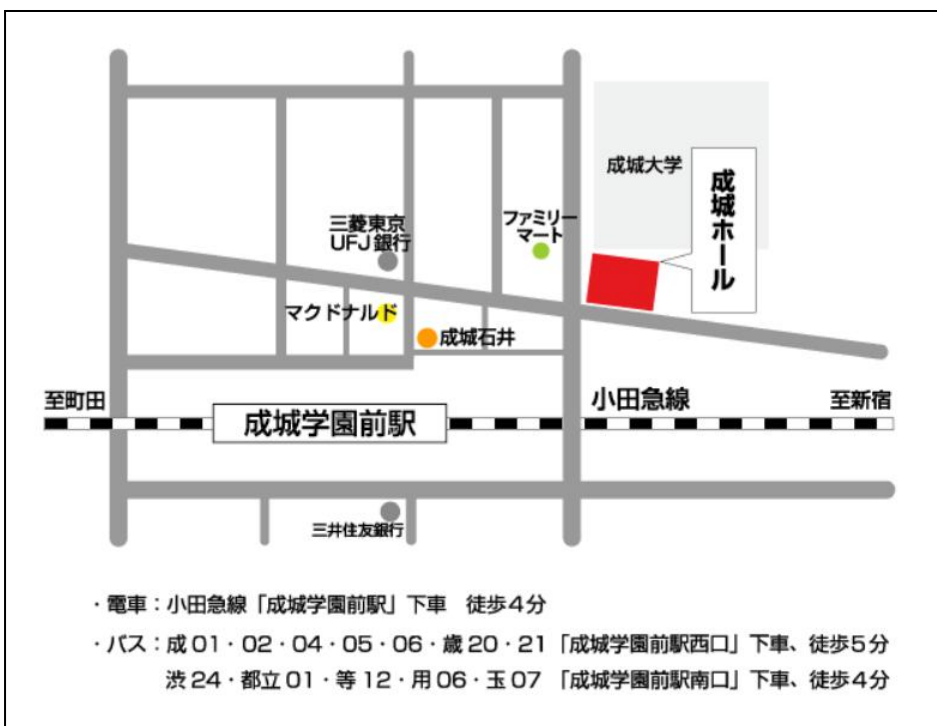 成城大学
成城ホール
三菱東京
UFJ銀行
ファミリー
マート
マクドナルド
成城石井
至町田
小田急線
至新宿
成城学園前駅
三井住友銀行
・電車：小田急線「成城学園前駅」下車　徒歩4分
・バス：成01・02・04・05・06・歳20・21「成城学園前駅西口」下車、徒歩5分
渋24・都立01・等12・用06・玉07「成城学園前駅南口」下車、徒歩4分